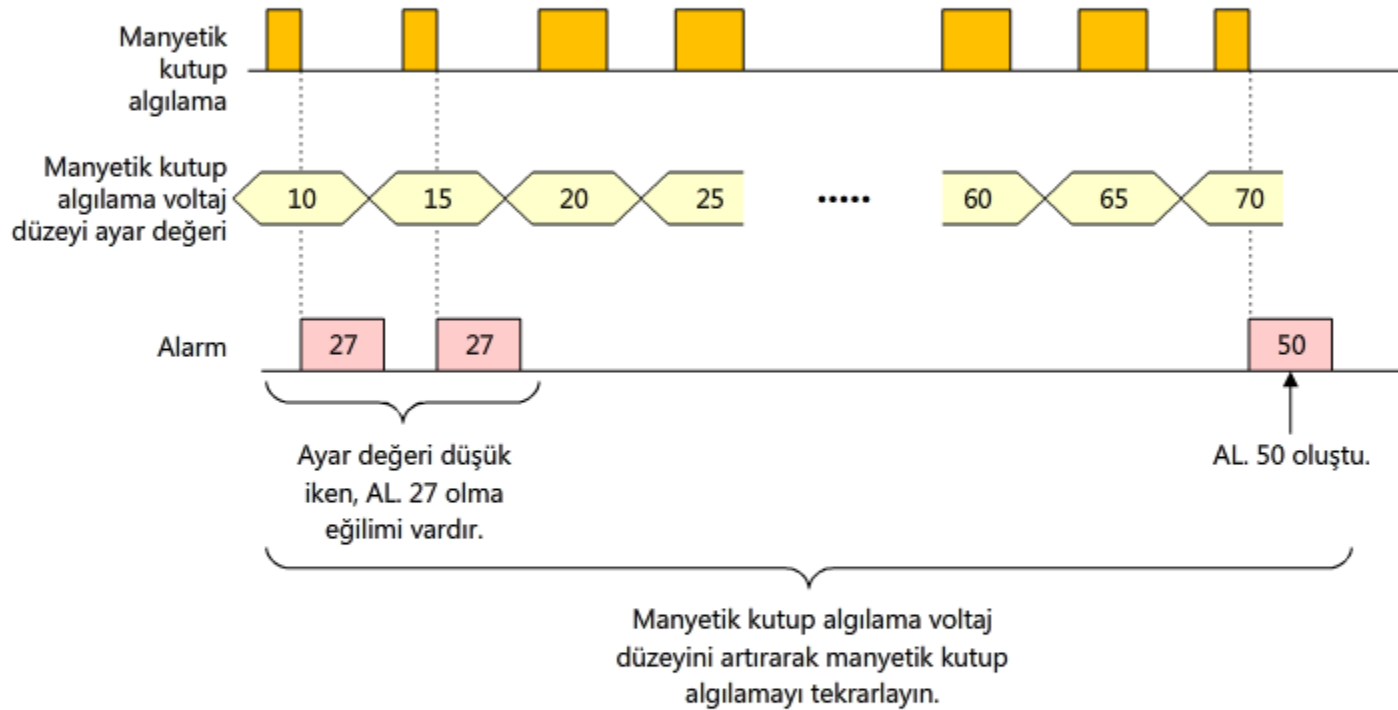 Manyetik
kutup
algılama
Manyetik kutup
algılama voltaj
düzeyi ayar değeri
10 15 20 25 ····· 60 65 70
Alarm
27 27 50
Ayar değeri düşük
iken, AL. 27 olma
eğilimi vardır.
AL. 50 oluştu.
Manyetik kutup algılama voltaj
düzeyini artırarak manyetik kutup
algılamayı tekrarlayın.